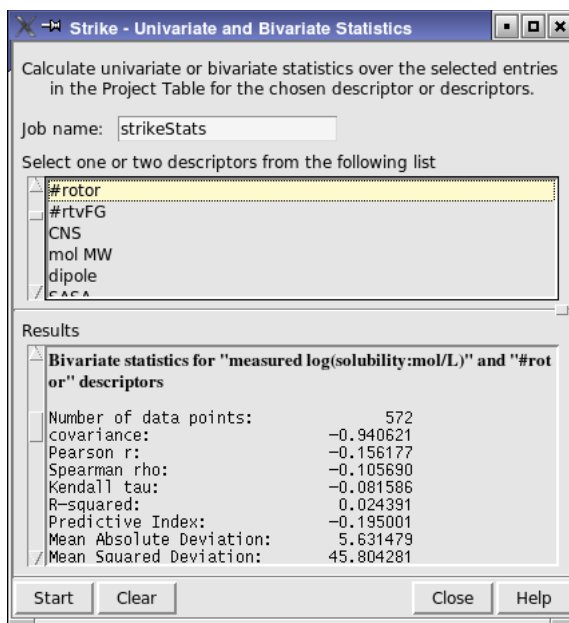 Strike - Univariate and Bivariate Statistics
Calculate univariate or bivariate statistics over the selected entries
in the Project Table for the chosen descriptor or descriptors.
Job name: strikeStats
Select one or two descriptors from the following list
#rotor
#rtvFG
CNS
mol MW
dipole
SASA
Results
Bivariate statistics for "measured log(solubility:mol/L)" and "#rot
or" descriptors
Number of data points: 572
covariance: -0.940621
Pearson r: -0.156177
Spearman rho: -0.105690
Kendall tau: -0.081586
R-squared: 0.024391
Predictive Index: -0.195001
Mean Absolute Deviation: 5.631479
Mean Squared Deviation: 45.804281
Start Clear Close Help